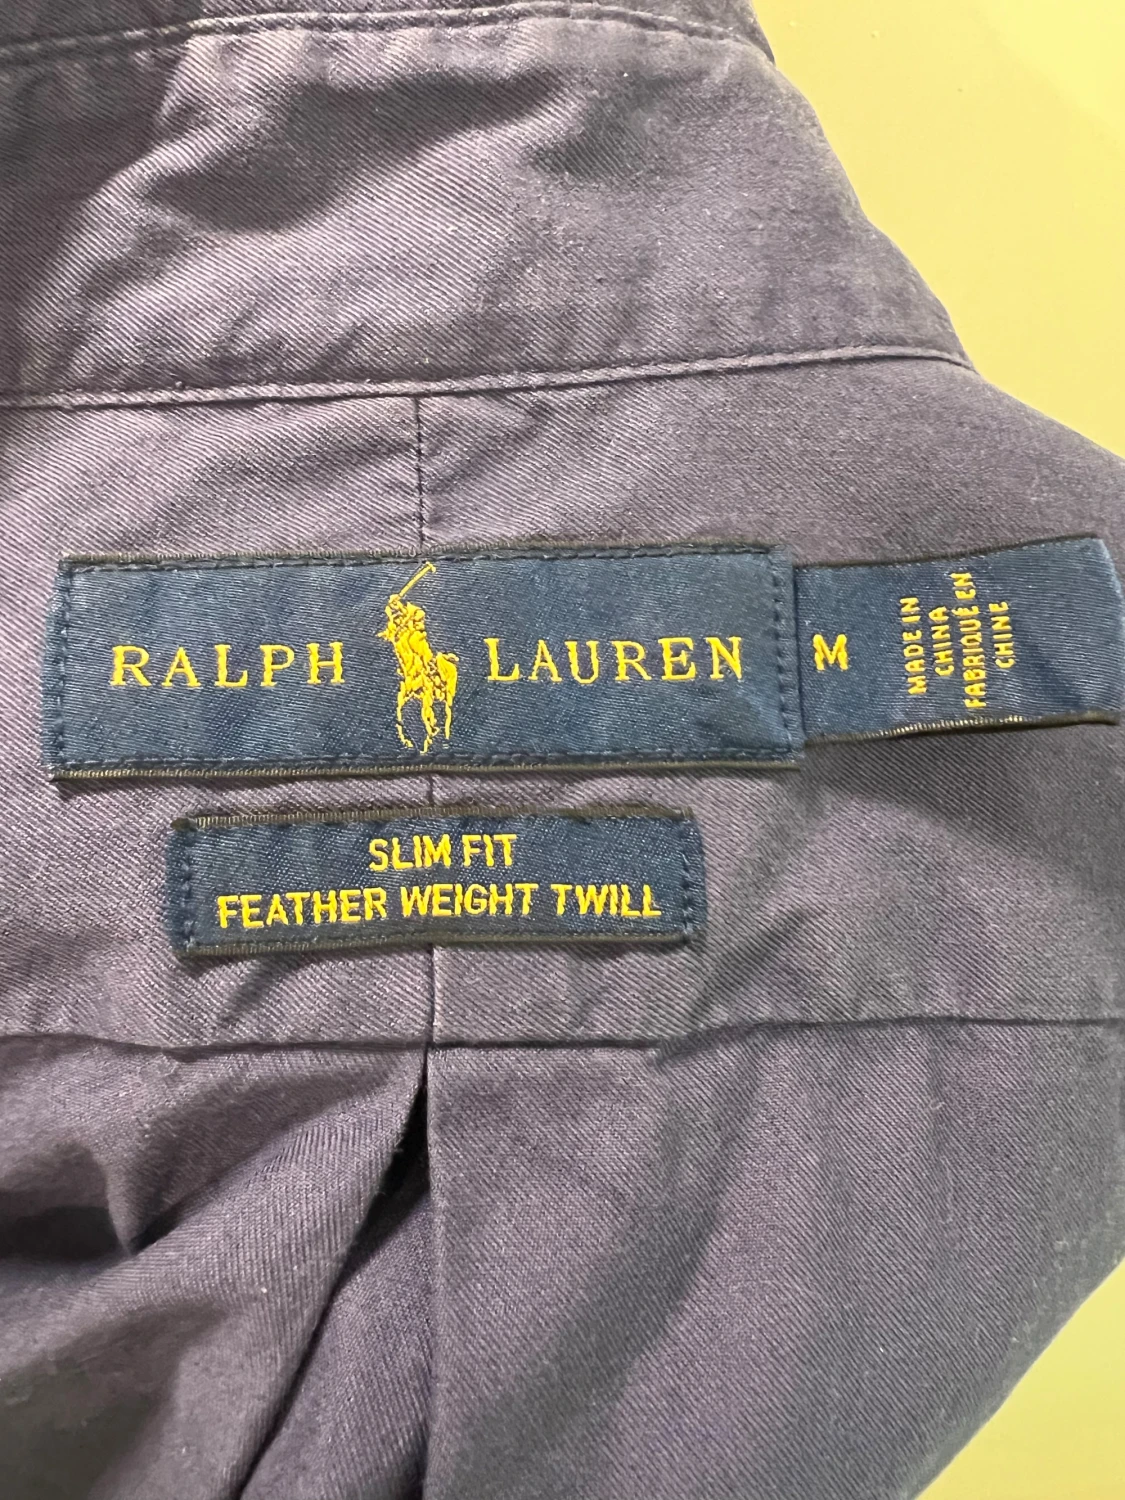 RALPH LAUREN
M
MADE IN
CHINA
FABRIQUÉ EN
CHINE
SLIM FIT
FEATHER WEIGHT TWILL